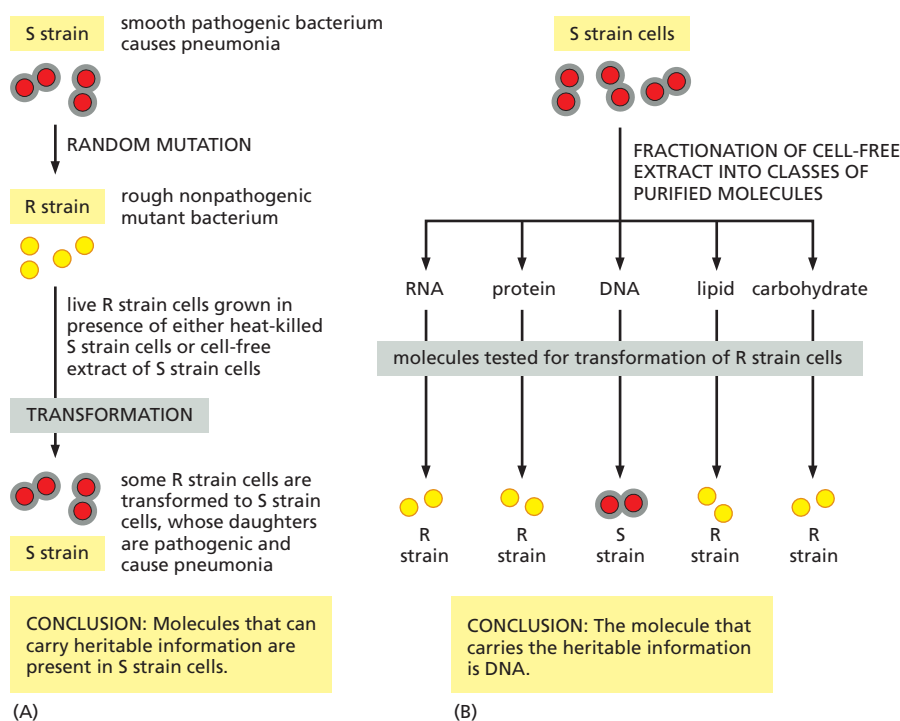 S strain
smooth pathogenic bacterium
causes pneumonia
RANDOM MUTATION
R strain
rough nonpathogenic
mutant bacterium
live R strain cells grown in
presence of either heat-killed
S strain cells or cell-free
extract of S strain cells
TRANSFORMATION
some R strain cells are
transformed to S strain
cells, whose daughters
are pathogenic and
cause pneumonia
S strain
CONCLUSION: Molecules that can
carry heritable information are
present in S strain cells.
(A)
S strain cells
FRACTIONATION OF CELL-FREE
EXTRACT INTO CLASSES OF
PURIFIED MOLECULES
RNA protein DNA lipid carbohydrate
molecules tested for transformation of R strain cells
R R S R R
strain strain strain strain strain
CONCLUSION: The molecule that
carries the heritable information
is DNA.
(B)